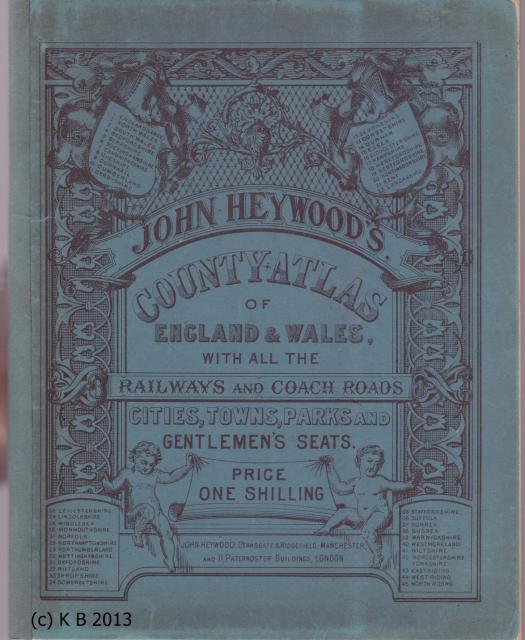 JOHN HEYWOOD'S.
COUNTY-ATLAS
OF
ENGLAND & WALES,
WITH ALL THE
RAILWAYS AND COACH ROADS
CITIES, TOWNS, PARKS AND
GENTLEMEN'S SEATS.
PRICE
ONE SHILLING
LEICESTERSHIRE
LINCOLNSHIRE
MIDDLESEX
MONMOUTHSHIRE
NORFOLK
NORTHAMPTONSHIRE
NORTHUMBERLAND
NOTTINGHAMSHIRE
OXFORDSHIRE
RUTLAND
SHROPSHIRE
SOMERSETSHIRE
JOHN HEYWOOD, DEANSGATE & RIDGEFIELD, MANCHESTER,
AND 11, PATERNOSTER BUILDINGS, LONDON
STAFFORDSHIRE
SUFFOLK
SURREY
SUSSEX
WARWICKSHIRE
WESTMORELAND
WILTSHIRE
WORCESTERSHIRE
YORKSHIRE
EAST RIDING
WEST RIDING
NORTH RIDING
(c) K B 2013